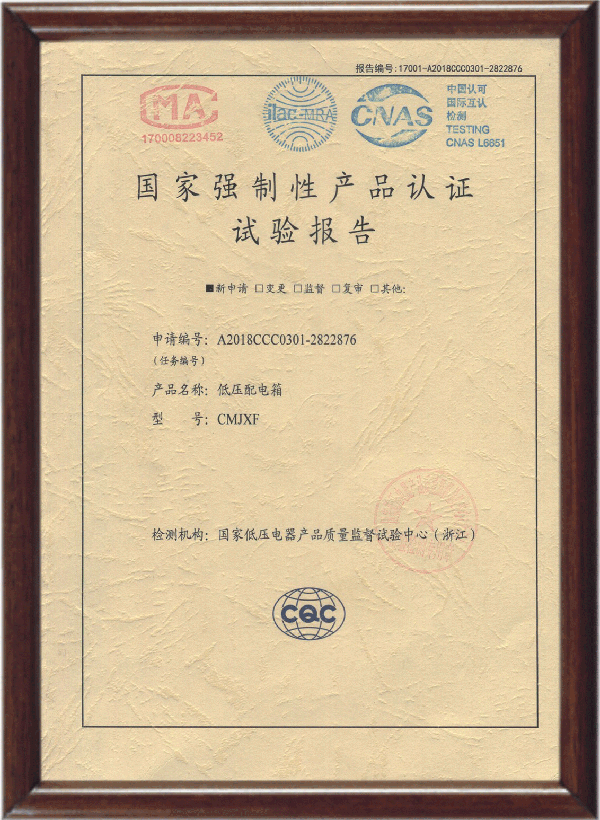 报告编号:17001-A2018CCC0301-2822876
MA
170008223452
ilac-MRA
CNAS
中国认可
国际互认
检测
TESTING
CNAS L6651
国家强制性产品认证
试验报告
■新申请 □变更 □监督 □复审 □其他:
申请编号: A2018CCC0301-2822876
(任务编号)
产品名称: 低压配电箱
型 号: CMJXF
检测机构: 国家低压电器产品质量监督试验中心(浙江)
CQC